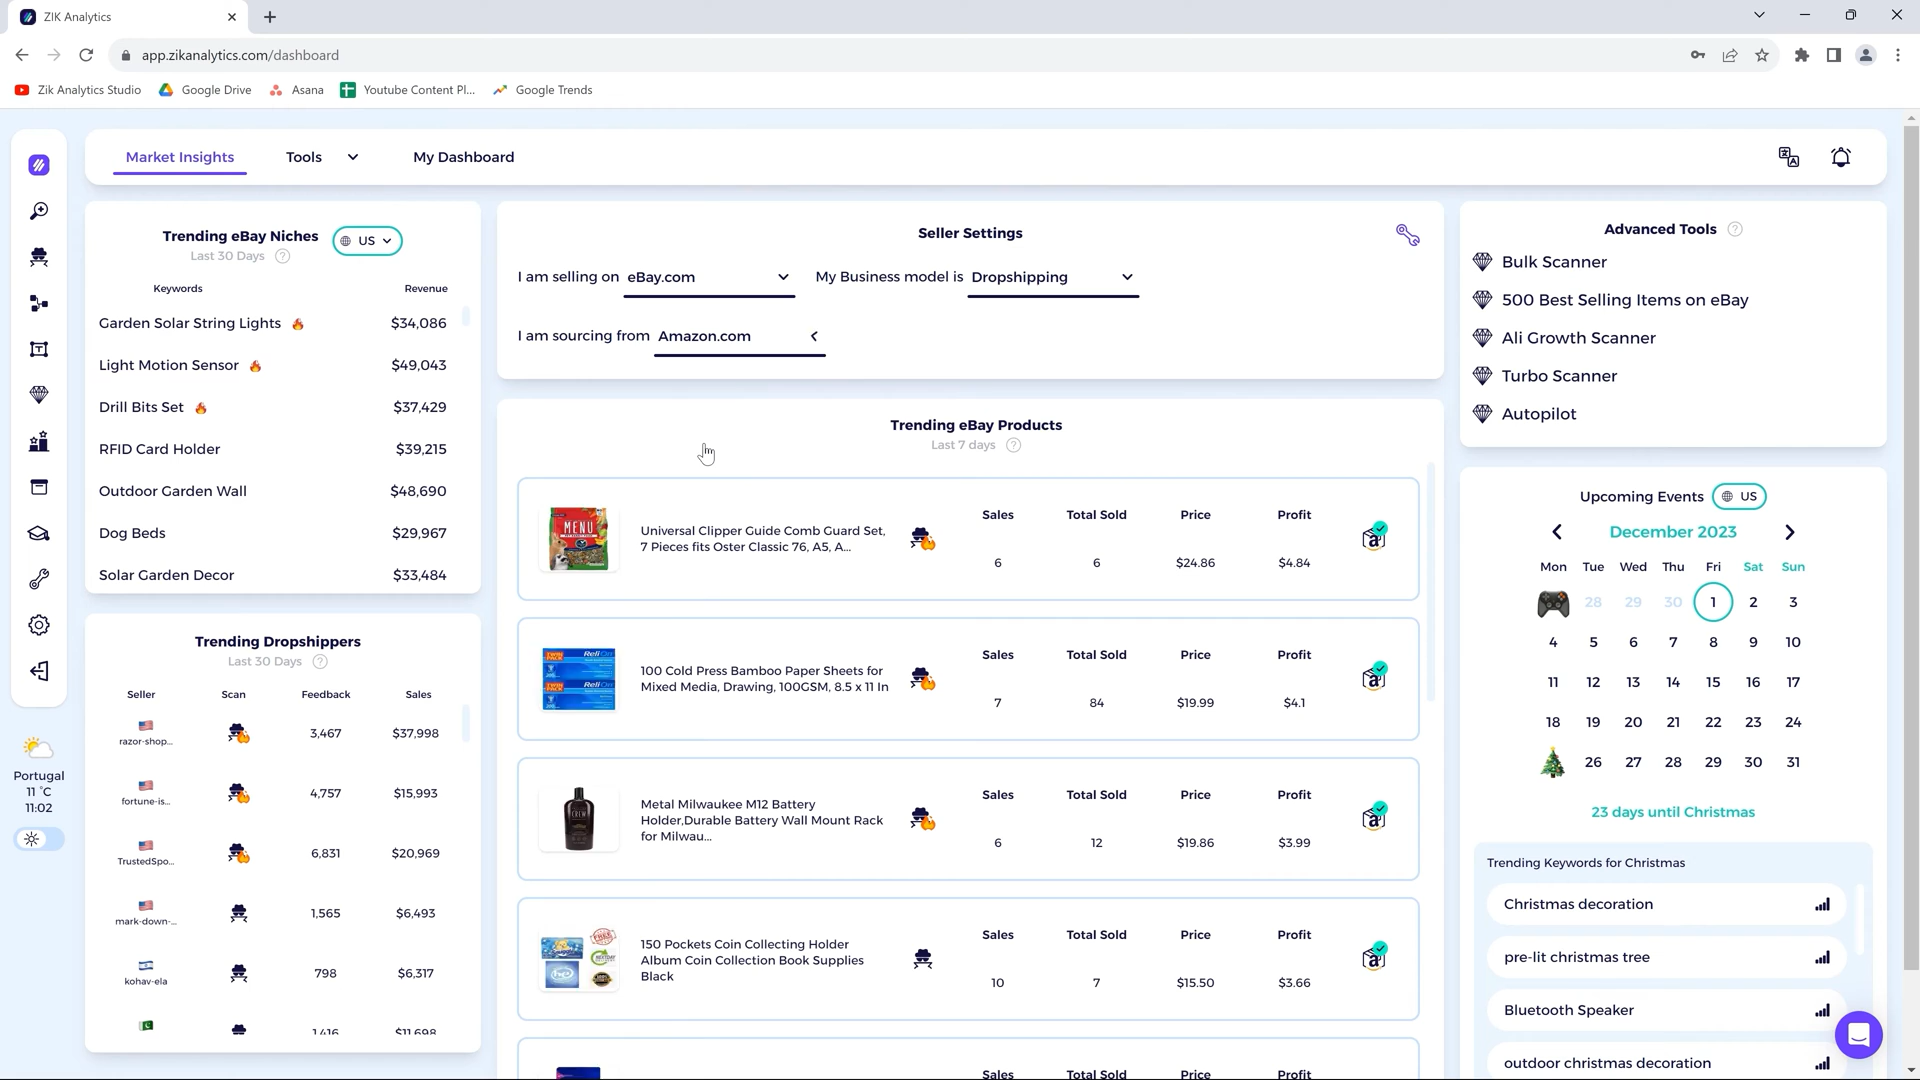 ZIK Analytics
app.zikanalytics.com/dashboard
Zik Analytics Studio
Google Drive
Asana
Youtube Content Pl...
Google Trends
Market Insights
Tools
My Dashboard
Trending eBay Niches
US
Last 30 Days
Keywords Revenue
Garden Solar String Lights $34,086
Light Motion Sensor $49,043
Drill Bits Set $37,429
RFID Card Holder $39,215
Outdoor Garden Wall $48,690
Dog Beds $29,967
Solar Garden Decor $33,484
Trending Dropshippers
Last 30 Days
Seller Scan Feedback Sales
razor-shop... 3,467 $37,998
fortune-is... 4,757 $15,993
TrustedSpo... 6,831 $20,969
mark-down-... 1,565 $6,493
kohav-ela 798 $6,317
1,416 $11,698
Portugal
11 °C
11:02
Seller Settings
I am selling on eBay.com My Business model is Dropshipping
I am sourcing from Amazon.com
Trending eBay Products
Last 7 days
Universal Clipper Guide Comb Guard Set,
7 Pieces fits Oster Classic 76, A5, A...
Sales Total Sold Price Profit
6 6 $24.86 $4.84
MENU
100 Cold Press Bamboo Paper Sheets for
Mixed Media, Drawing, 100GSM, 8.5 x 11 In
Sales Total Sold Price Profit
7 84 $19.99 $4.1
ReliOn
ReliOn
Metal Milwaukee M12 Battery
Holder,Durable Battery Wall Mount Rack
for Milwau...
Sales Total Sold Price Profit
6 12 $19.86 $3.99
CREW
150 Pockets Coin Collecting Holder
Album Coin Collection Book Supplies
Black
Sales Total Sold Price Profit
10 7 $15.50 $3.66
FREE
Sales Total Sold Price Profit
Advanced Tools
Bulk Scanner
500 Best Selling Items on eBay
Ali Growth Scanner
Turbo Scanner
Autopilot
Upcoming Events US
December 2023
Mon Tue Wed Thu Fri Sat Sun
28 29 30 1 2 3
4 5 6 7 8 9 10
11 12 13 14 15 16 17
18 19 20 21 22 23 24
26 27 28 29 30 31
23 days until Christmas
Trending Keywords for Christmas
Christmas decoration
pre-lit christmas tree
Bluetooth Speaker
outdoor christmas decoration